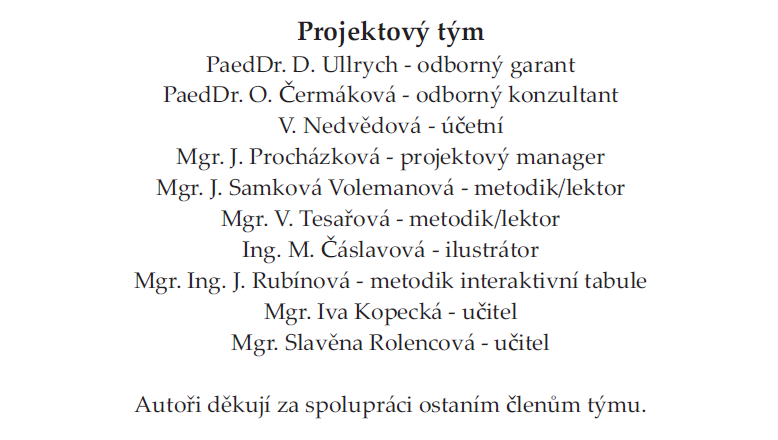 Projektový tým
PaedDr. D. Ullrych - odborný garant
PaedDr. O. Čermáková - odborný konzultant
V. Nedvědová - účetní
Mgr. J. Procházková - projektový manager
Mgr. J. Samková Volemanová - metodik/lektor
Mgr. V. Tesařová - metodik/lektor
Ing. M. Čáslavová - ilustrátor
Mgr. Ing. J. Rubínová - metodik interaktivní tabule
Mgr. Iva Kopecká - učitel
Mgr. Slavěna Rolencová - učitel
Autoři děkují za spolupráci ostaním členům týmu.